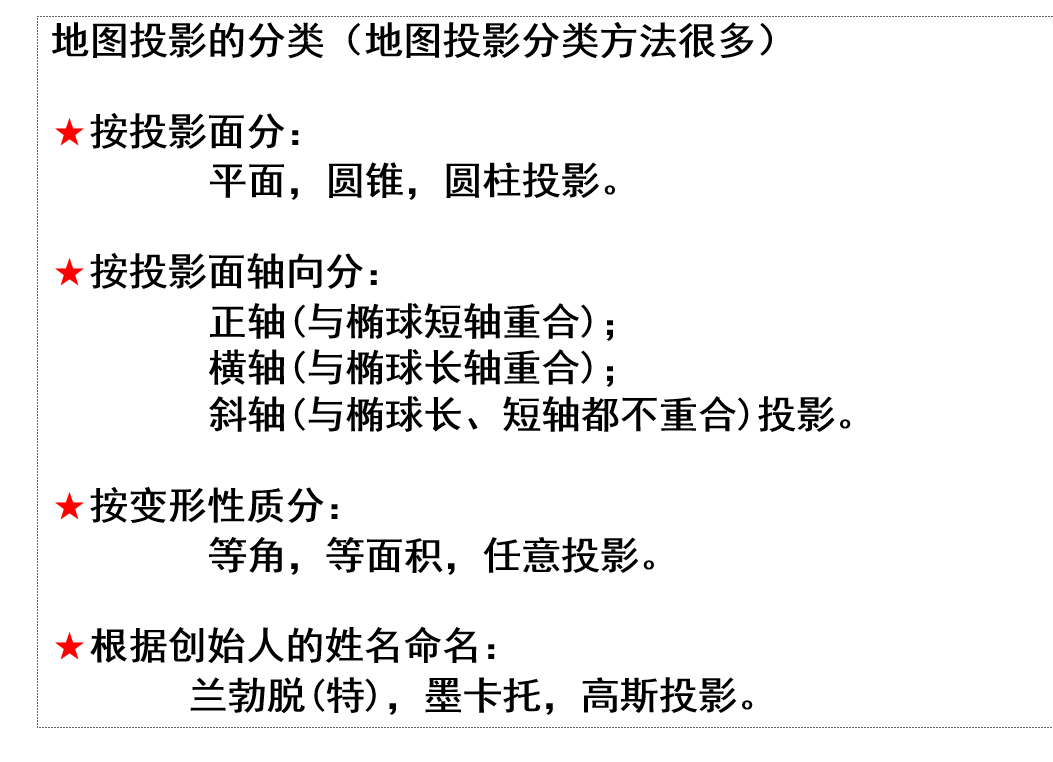 地图投影的分类（地图投影分类方法很多）
★按投影面分：
平面，圆锥，圆柱投影。
★按投影面轴向分：
正轴(与椭球短轴重合)；
横轴(与椭球长轴重合)；
斜轴(与椭球长、短轴都不重合)投影。
★按变形性质分：
等角，等面积，任意投影。
★根据创始人的姓名命名：
兰勃脱(特)，墨卡托，高斯投影。